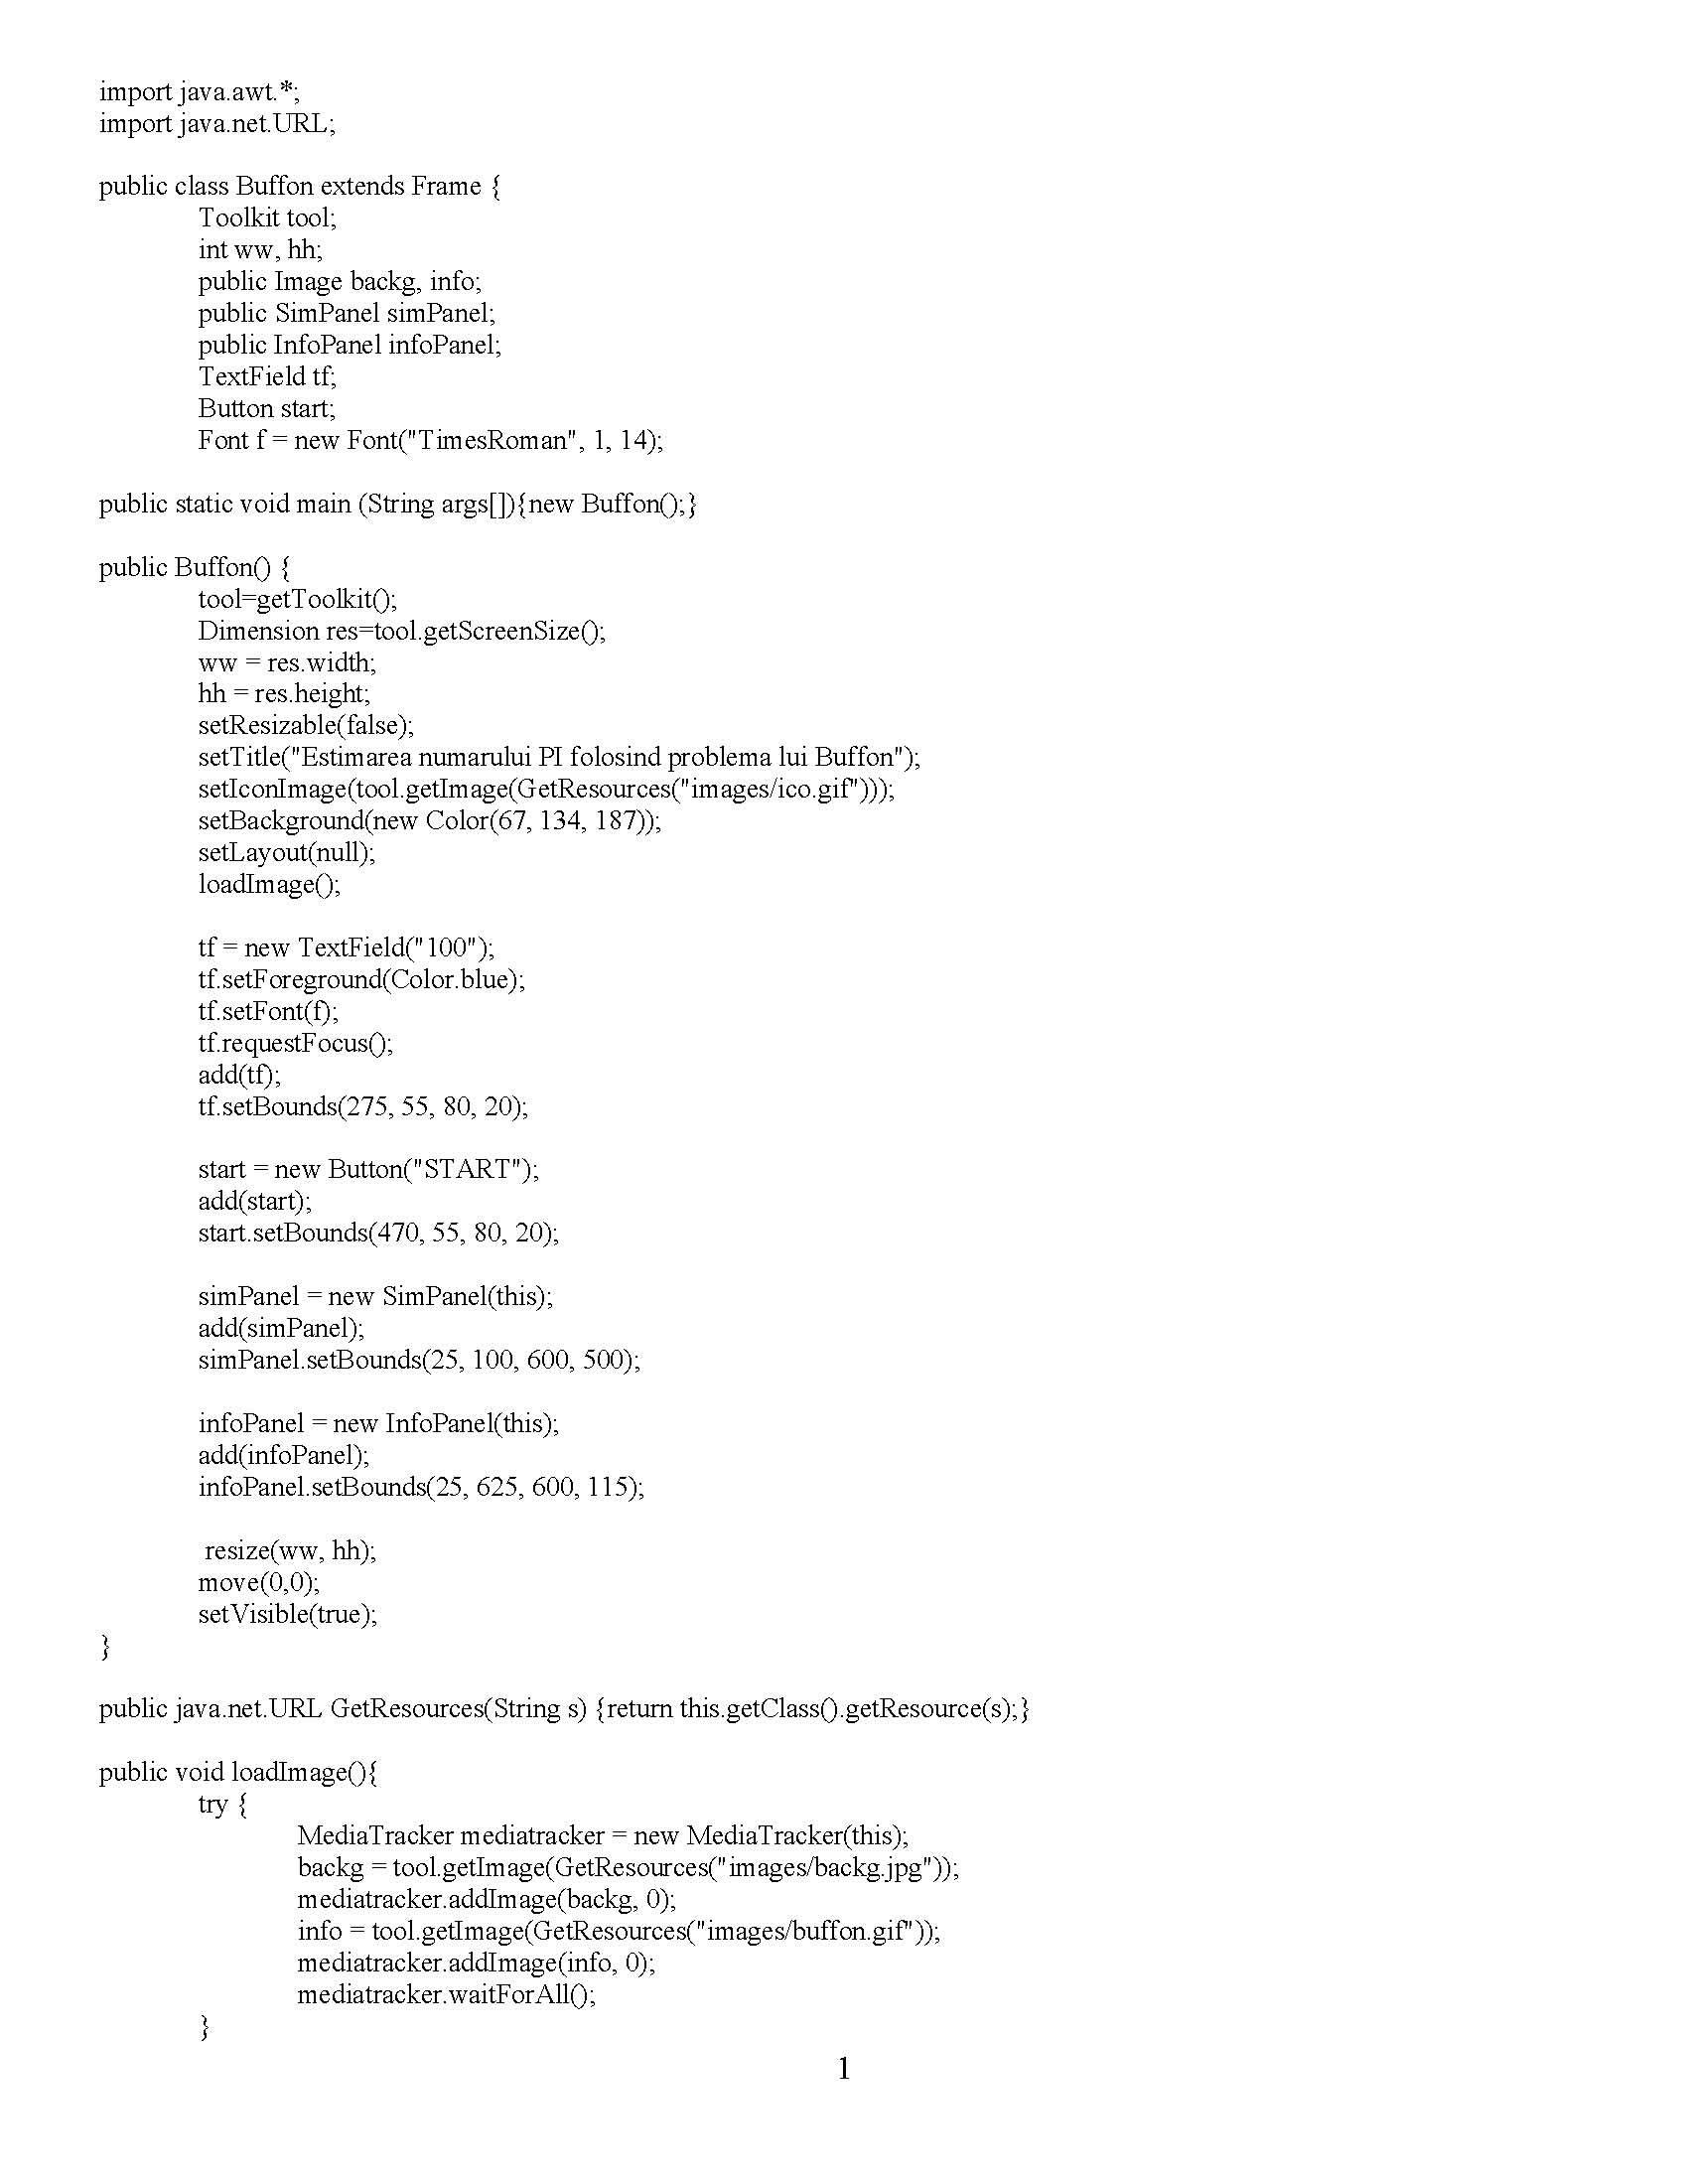 import java.awt.*;
import java.net.URL;

public class Buffon extends Frame {
	Toolkit tool;
	int ww, hh;
	public Image backg, info;
	public SimPanel simPanel;
	public InfoPanel infoPanel;
	TextField tf;
	Button start;
	Font f = new Font("TimesRoman", 1, 14);

public static void main (String args[]){new Buffon();}

public Buffon() {
	tool=getToolkit();
	Dimension res=tool.getScreenSize();
	ww = res.width;
	hh = res.height;
	setResizable(false);
	setTitle("Estimarea numarului PI folosind problema lui Buffon");
	setIconImage(tool.getImage(GetResources("images/ico.gif")));
	setBackground(new Color(67, 134, 187));
	setLayout(null);
	loadImage();

	tf = new TextField("100");
	tf.setForeground(Color.blue);
	tf.setFont(f);
	tf.requestFocus();
	add(tf);
	tf.setBounds(275, 55, 80, 20);

	start = new Button("START");
	add(start);
	start.setBounds(470, 55, 80, 20);

	simPanel = new SimPanel(this);
	add(simPanel);
	simPanel.setBounds(25, 100, 600, 500);

	infoPanel = new InfoPanel(this);
	add(infoPanel);
	infoPanel.setBounds(25, 625, 600, 115);

	 resize(ww, hh);
	move(0,0);
	setVisible(true);
}

public java.net.URL GetResources(String s) {return this.getClass().getResource(s);}

public void loadImage(){
	try {
		MediaTracker mediatracker = new MediaTracker(this);
		backg = tool.getImage(GetResources("images/backg.jpg"));
		mediatracker.addImage(backg, 0);
		info = tool.getImage(GetResources("images/buffon.gif"));
		mediatracker.addImage(info, 0);
		mediatracker.waitForAll();
	}
1